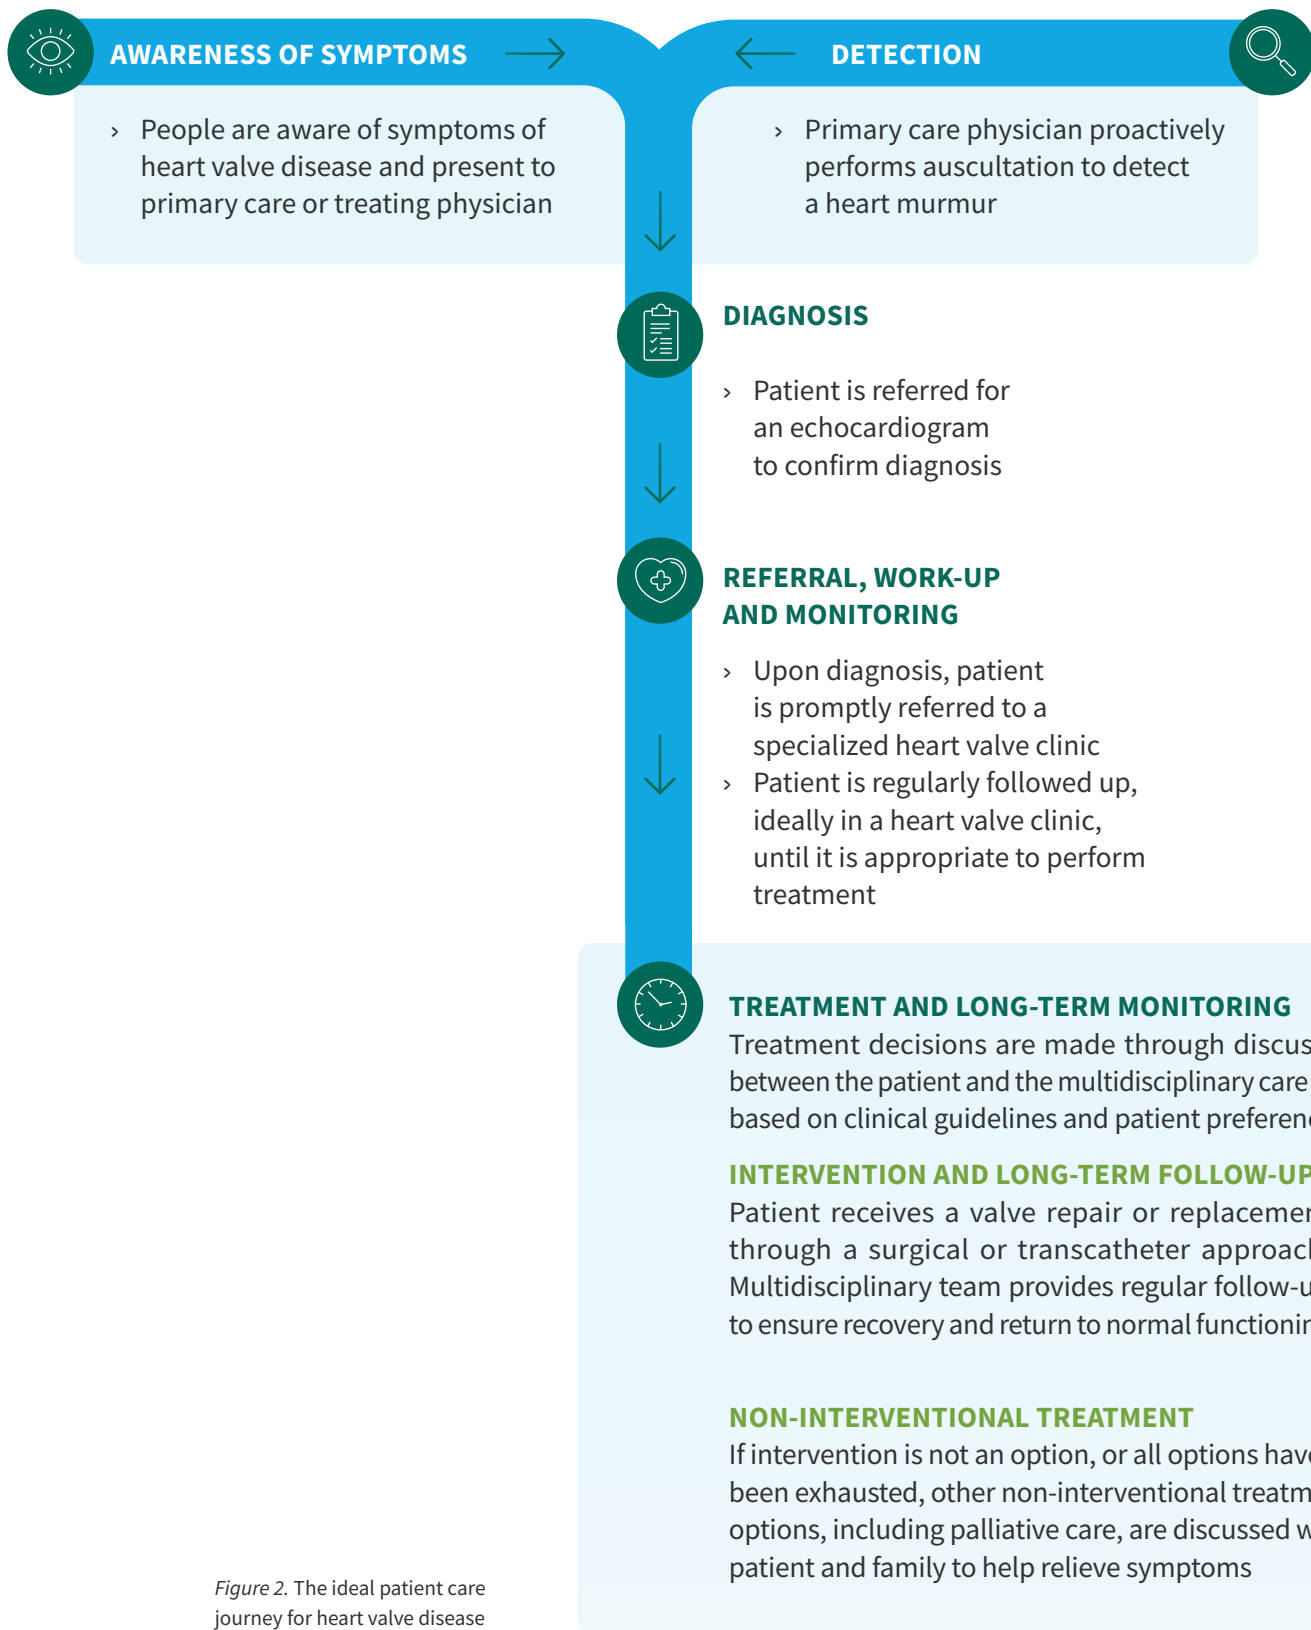 AWARENESS OF SYMPTOMS
› People are aware of symptoms of
heart valve disease and present to
primary care or treating physician
DETECTION
› Primary care physician proactively
performs auscultation to detect
a heart murmur
DIAGNOSIS
› Patient is referred for
an echocardiogram
to confirm diagnosis
REFERRAL, WORK-UP
AND MONITORING
› Upon diagnosis, patient
is promptly referred to a
specialized heart valve clinic
› Patient is regularly followed up,
ideally in a heart valve clinic,
until it is appropriate to perform
treatment
TREATMENT AND LONG-TERM MONITORING
Treatment decisions are made through
between the patient and the multidisciplinary care
based on clinical guidelines and patient
INTERVENTION AND LONG-TERM FOLLOW-UP
Patient receives a valve repair or
through a surgical or transcatheter
Multidisciplinary team provides regular
to ensure recovery and return to normal
NON-INTERVENTIONAL TREATMENT
If intervention is not an option, or all options have
been exhausted, other non-interventional
options, including palliative care, are discussed
patient and family to help relieve symptoms
Figure 2. The ideal patient care
journey for heart valve disease